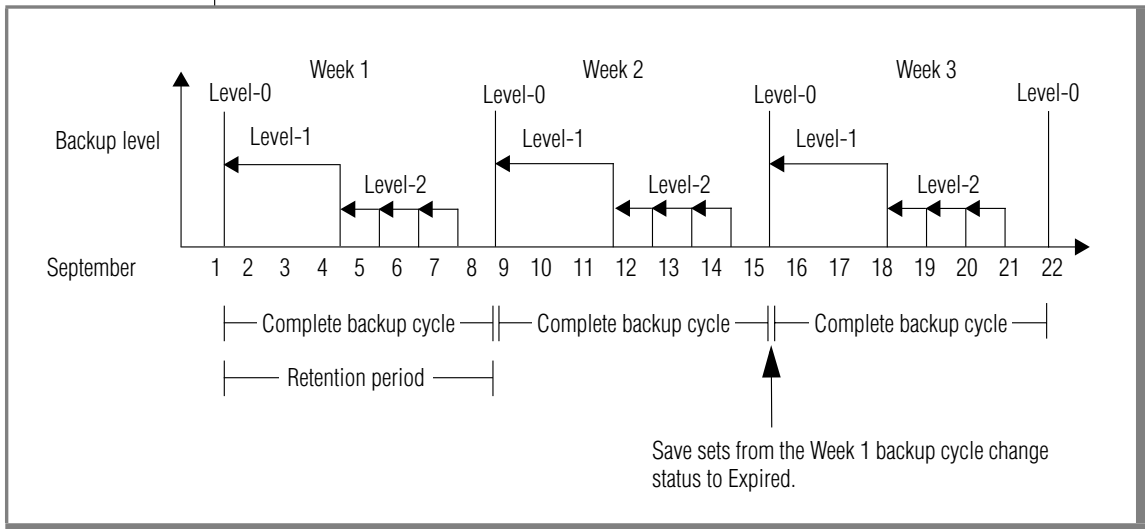 Week 1 Week 2 Week 3
Level-0 Level-0 Level-0 Level-0
Backup level Level-1 Level-1 Level-1
Level-2 Level-2 Level-2
September 1 2 3 4 5 6 7 8 9 10 11 12 13 14 15 16 17 18 19 20 21 22
Complete backup cycle Complete backup cycle Complete backup cycle
Retention period
Save sets from the Week 1 backup cycle change
status to Expired.